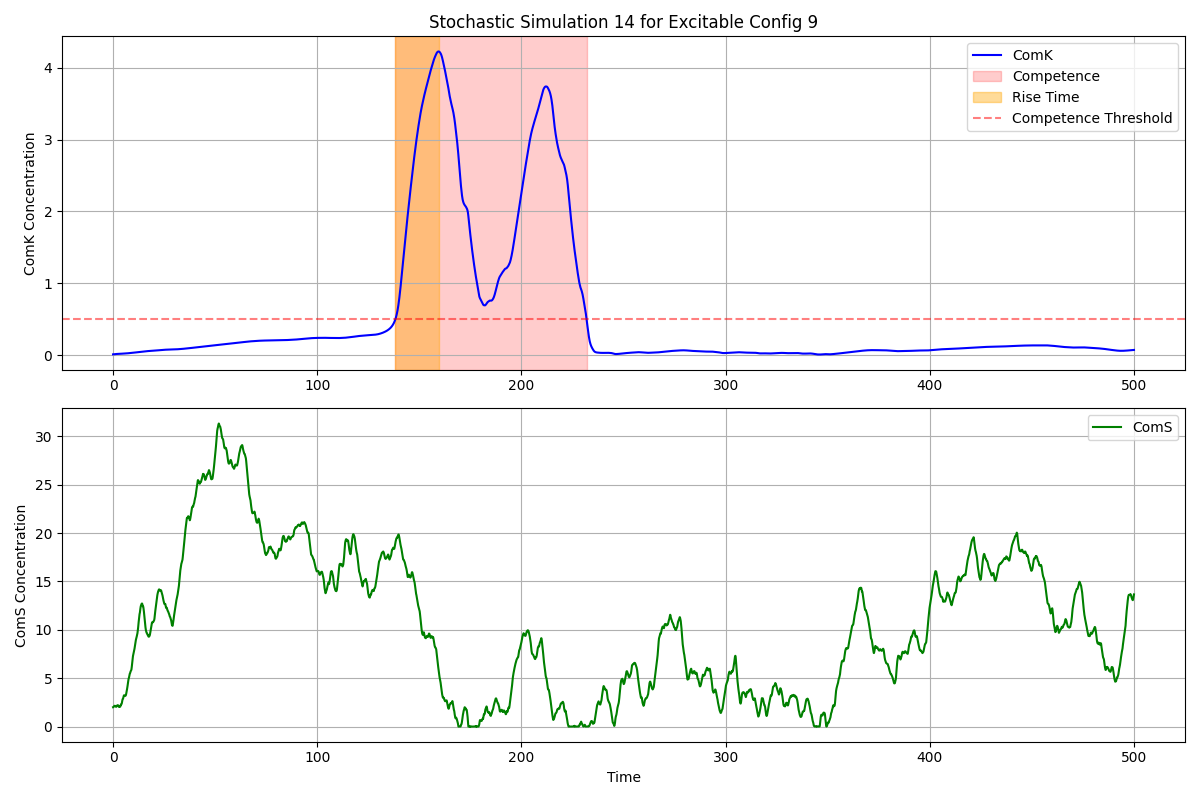 Stochastic Simulation 14 for Excitable Config 9
ComK Concentration
4
3
2
1
0
0 100 200 300 400 500
ComK
Competence
Rise Time
Competence Threshold
ComS Concentration
30
25
20
15
10
5
0
0 100 200 300 400 500
ComS
Time